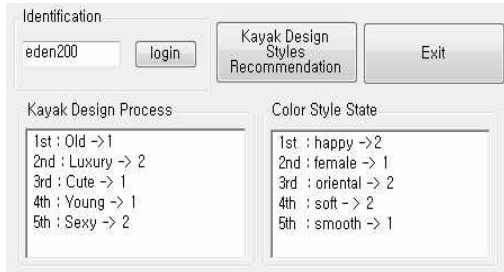 Identification
eden200
login
Kayak Design
Styles
Recommendation
Exit
Kayak Design Process
1st : Old ->1
2nd : Luxury -> 2
3rd : Cute -> 1
4th : Young -> 1
5th : Sexy -> 2
Color Style State
1st : happy ->2
2nd : female -> 1
3rd : oriental -> 2
4th : soft - > 2
5th : smooth -> 1